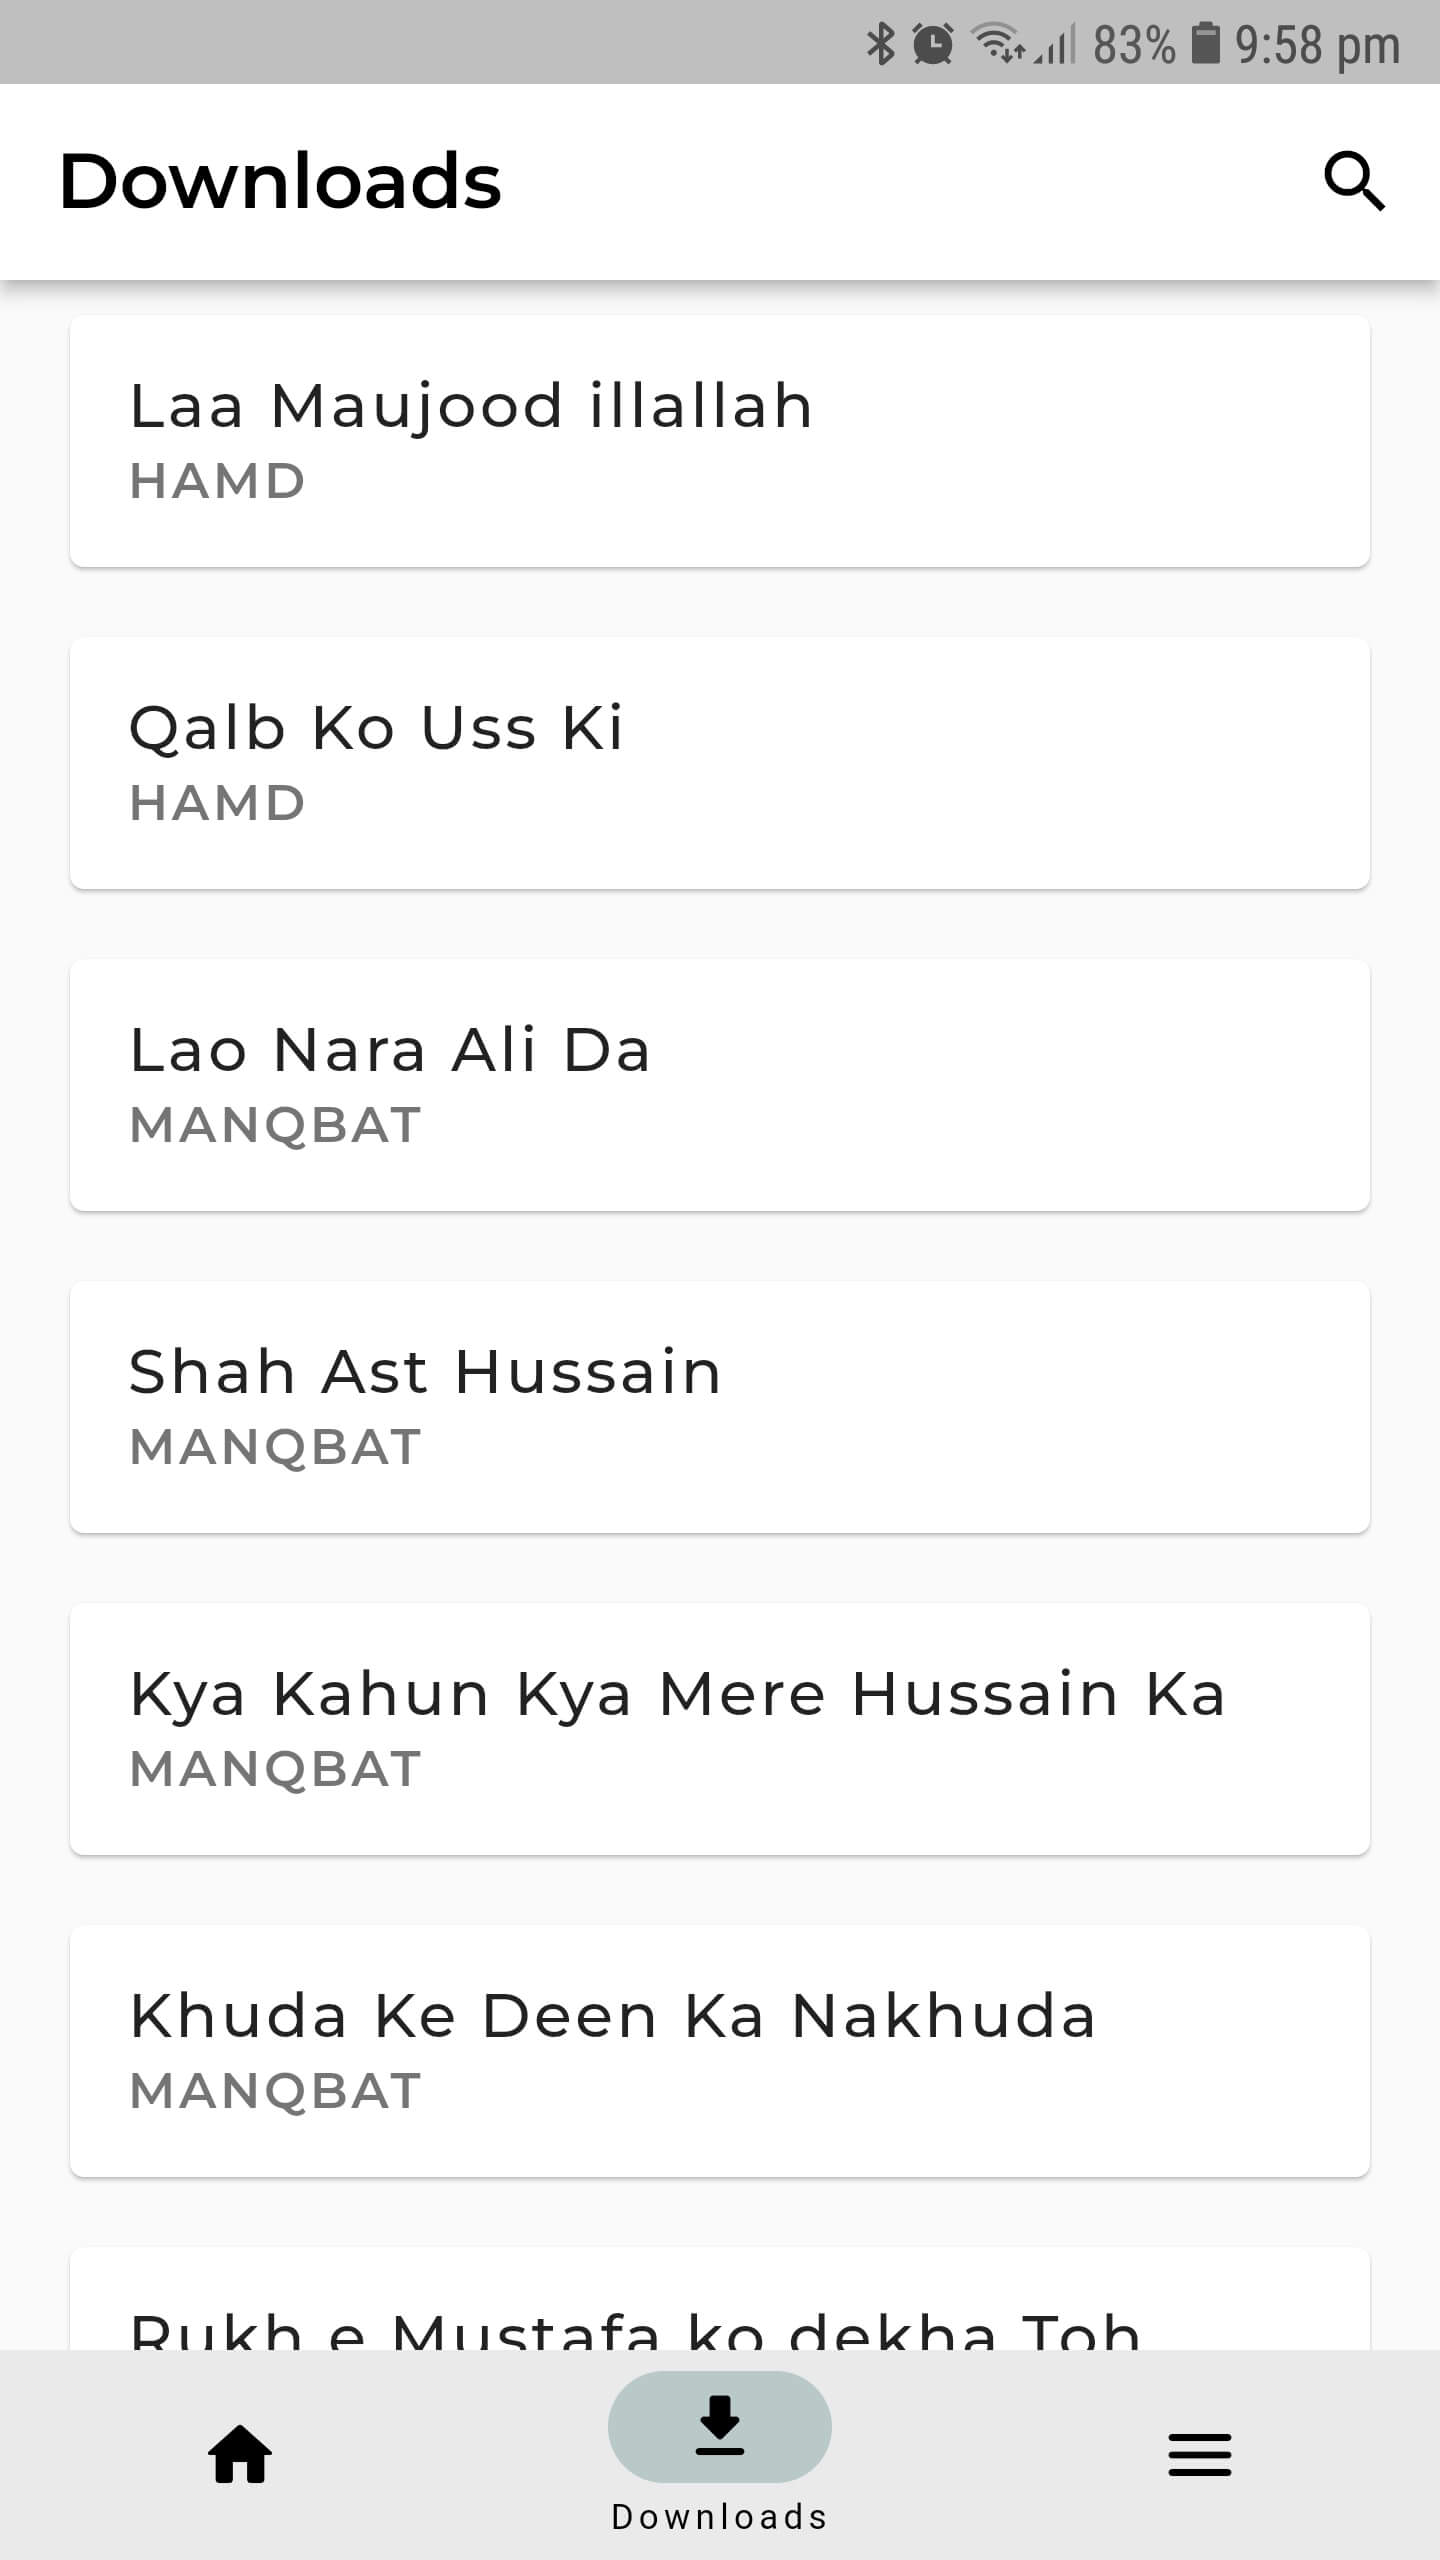 83% 9:58 pm
Downloads
Laa Maujood illallah
HAMD
Qalb Ko Uss Ki
HAMD
Lao Nara Ali Da
MANQBAT
Shah Ast Hussain
MANQBAT
Kya Kahun Kya Mere Hussain Ka
MANQBAT
Khuda Ke Deen Ka Nakhuda
MANQBAT
Rukh e Mustafa ko dekha Toh
Downloads